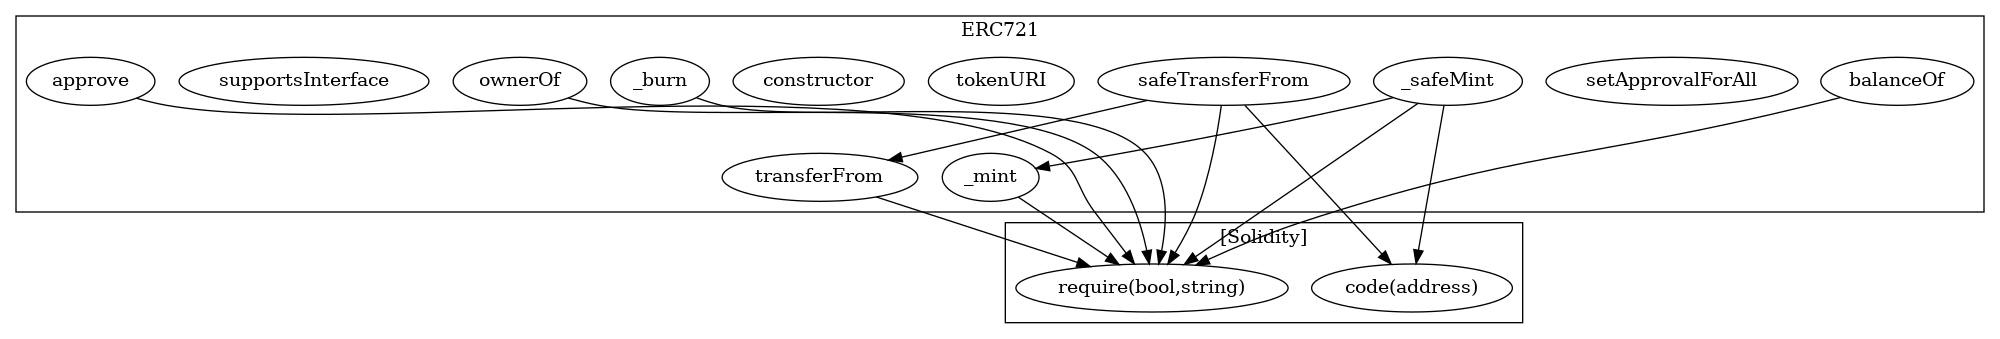 ERC721
approve
supportsInterface
ownerOf
_burn
constructor
tokenURI
safeTransferFrom
_safeMint
setApprovalForAll
balanceOf
transferFrom
_mint
[Solidity]
require(bool,string)
code(address)